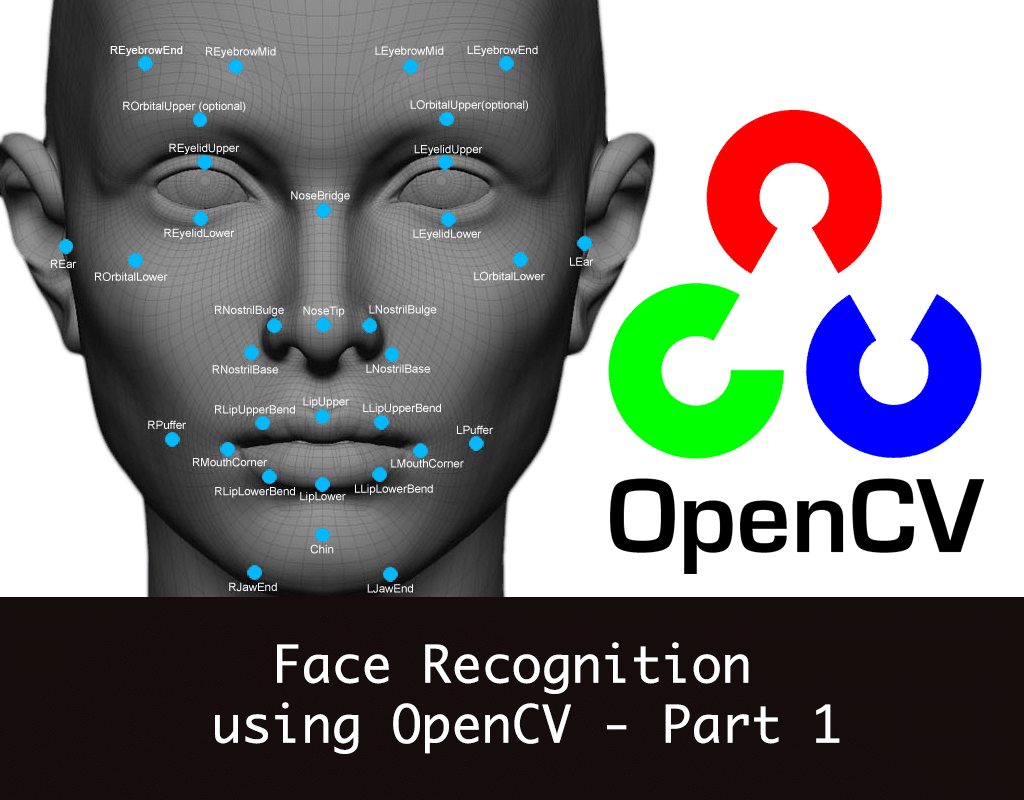 REyebrowEnd
REyebrowMid
LEyebrowMid
LEyebrowEnd
ROrbitalUpper (optional)
LOrbitalUpper(optional)
REyelidUpper
LEyelidUpper
NoseBridge
REyelidLower
LEyelidLower
REar
ROrbitalLower
LOrbitalLower
LEar
RNostrilBulge
NoseTip
LNostrilBulge
RNostrilBase
LNostrilBase
RLipUpperBend
LipUpper
LLipUpperBend
RPuffer
LPuffer
RMouthCorner
LMouthCorner
RLipLowerBend
LipLower
LLipLowerBend
Chin
RJawEnd
LJawEnd
OpenCV
Face Recognition
using OpenCV - Part 1